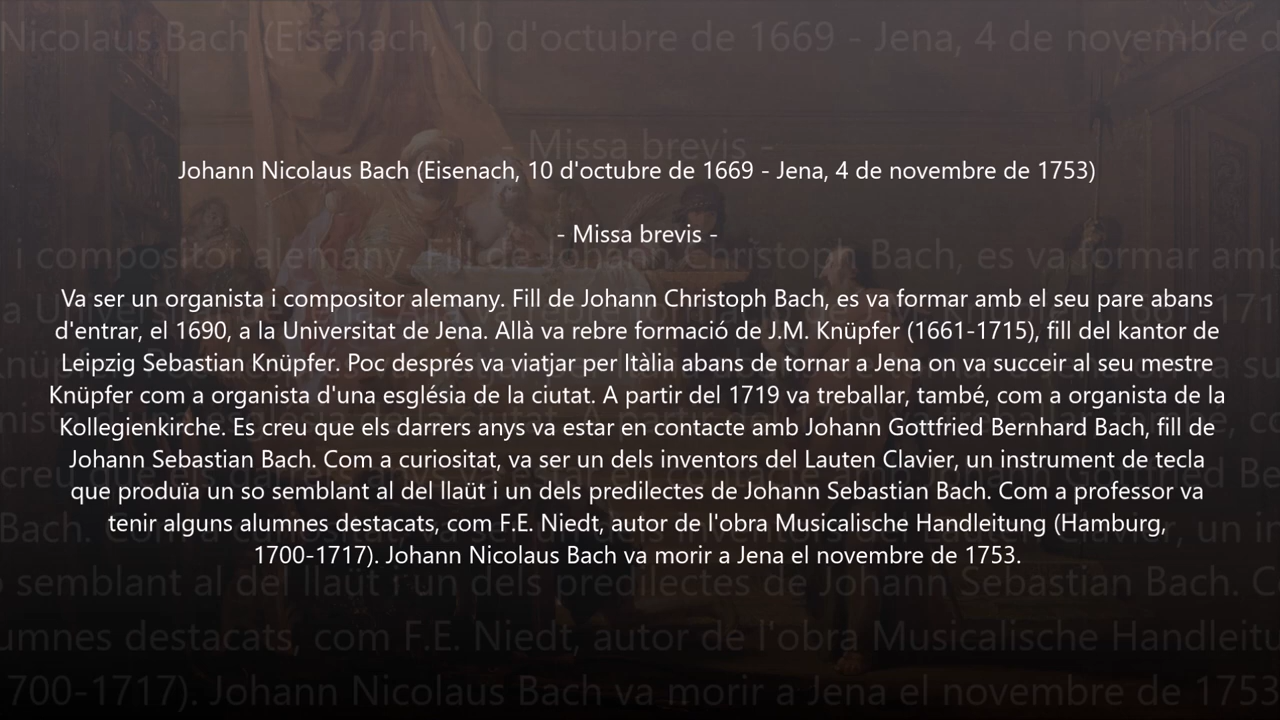 Johann Nicolaus Bach (Eisenach, 10 d'octubre de 1669 - Jena, 4 de novembre de 1753)
- Missa brevis -
Va ser un organista i compositor alemany. Fill de Johann Christoph Bach, es va formar amb el seu pare abans
d'entrar, el 1690, a la Universitat de Jena. Allà va rebre formació de J.M. Knüpfer (1661-1715), fill del kantor de
Leipzig Sebastian Knüpfer. Poc després va viatjar per Itàlia abans de tornar a Jena on va succeir al seu mestre
Knüpfer com a organista d'una església de la ciutat. A partir del 1719 va treballar, també, com a organista de la
Kollegienkirche. Es creu que els darrers anys va estar en contacte amb Johann Gottfried Bernhard Bach, fill de
Johann Sebastian Bach. Com a curiositat, va ser un dels inventors del Lauten Clavier, un instrument de tecla
que produïa un so semblant al del llaüt i un dels predilectes de Johann Sebastian Bach. Com a professor va
tenir alguns alumnes destacats, com F.E. Niedt, autor de l'obra Musicalische Handleitung (Hamburg,
1700-1717). Johann Nicolaus Bach va morir a Jena el novembre de 1753.